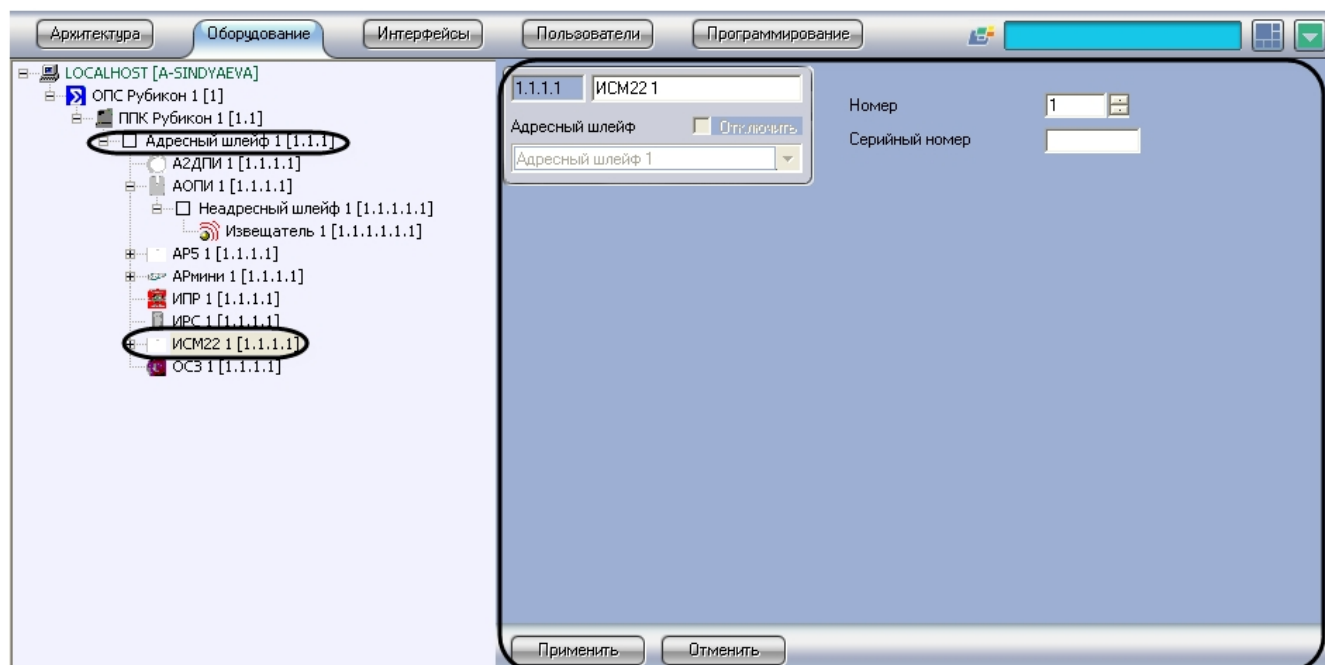 Архитектура
Оборудование
Интерфейсы
Пользователи
Программирование
LOCALHOST [A-SINDYAEVA]
ОПС Рубикон 1 [1]
ППК Рубикон 1 [1.1]
Адресный шлейф 1 [1.1.1]
А2ДПИ 1 [1.1.1.1]
АОПИ 1 [1.1.1.1]
Неадресный шлейф 1 [1.1.1.1.1]
Извещатель 1 [1.1.1.1.1.1]
АР5 1 [1.1.1.1]
АРмини 1 [1.1.1.1]
ИПР 1 [1.1.1.1]
ИРС 1 [1.1.1.1]
ИСМ22 1 [1.1.1.1]
ОСЗ 1 [1.1.1.1]
1.1.1.1 ИСМ22 1
Адресный шлейф Отключить
Адресный шлейф 1
Номер 1
Серийный номер
Применить
Отменить